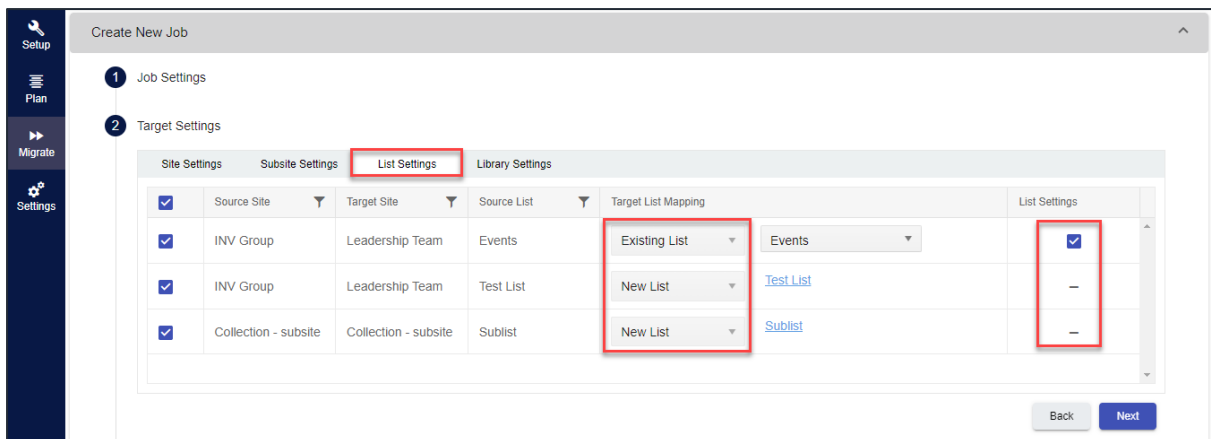 Setup
Plan
Migrate
Settings
Create New Job
1 Job Settings
2 Target Settings
Site Settings Subsite Settings List Settings Library Settings
Source Site Target Site Source List Target List Mapping List Settings
INV Group Leadership Team Events Existing List Events
INV Group Leadership Team Test List New List Test List –
Collection - subsite Collection - subsite Sublist New List Sublist –
Back Next